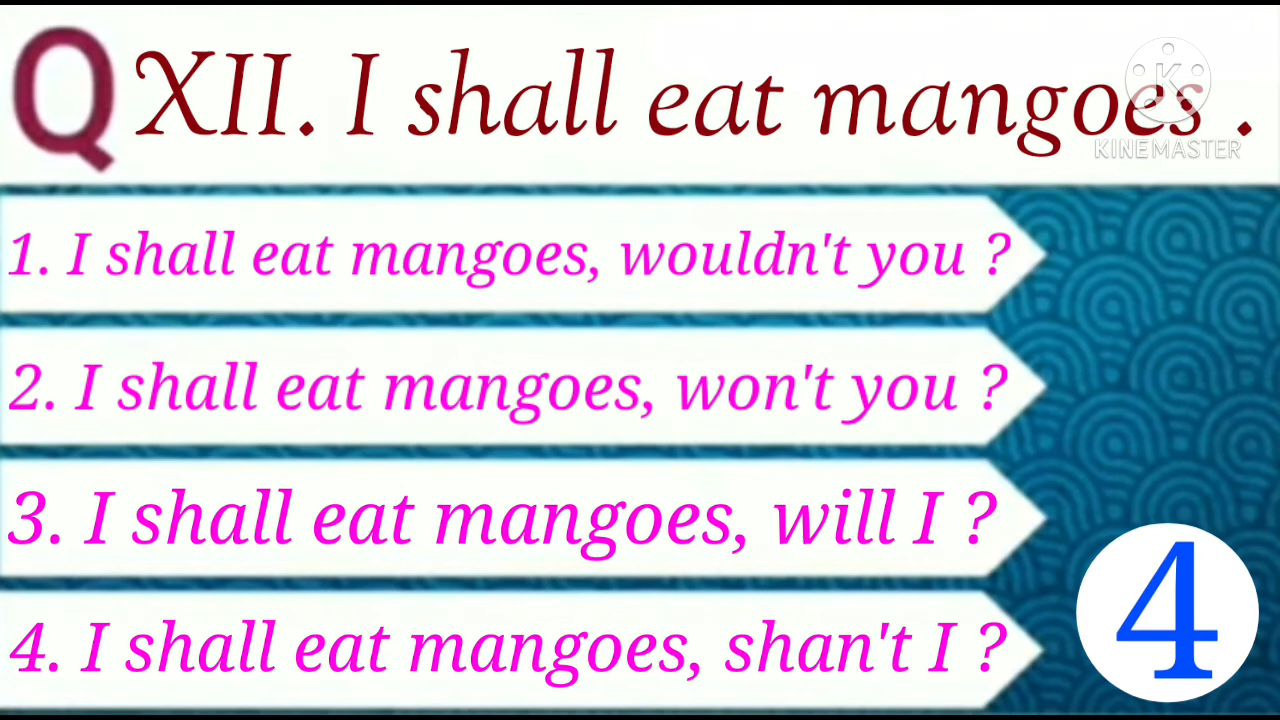 Q XII. I shall eat mangoes .
KINEMASTER
1. I shall eat mangoes, wouldn't you ?
2. I shall eat mangoes, won't you ?
3. I shall eat mangoes, will I ?
4. I shall eat mangoes, shan't I ?
4